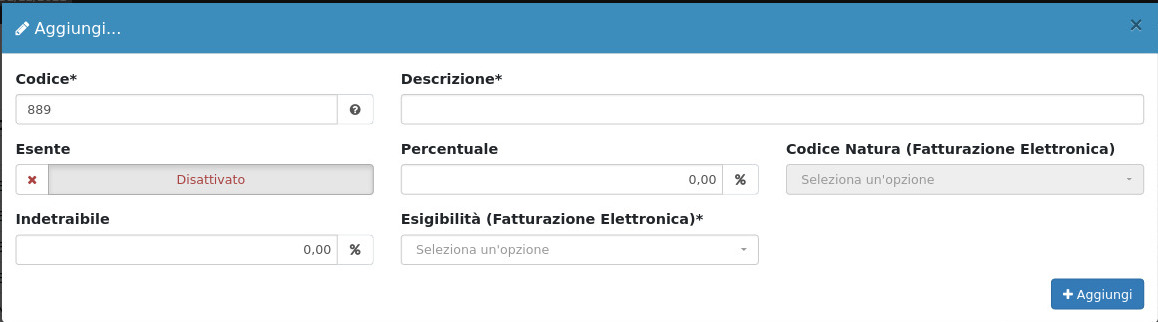 Aggiungi...
×
Codice*
Descrizione*
889
Esente
Percentuale
Codice Natura (Fatturazione Elettronica)
Disattivato
0,00 %
Seleziona un'opzione
Indetraibile
Esigibilità (Fatturazione Elettronica)*
0,00 %
Seleziona un'opzione
Aggiungi